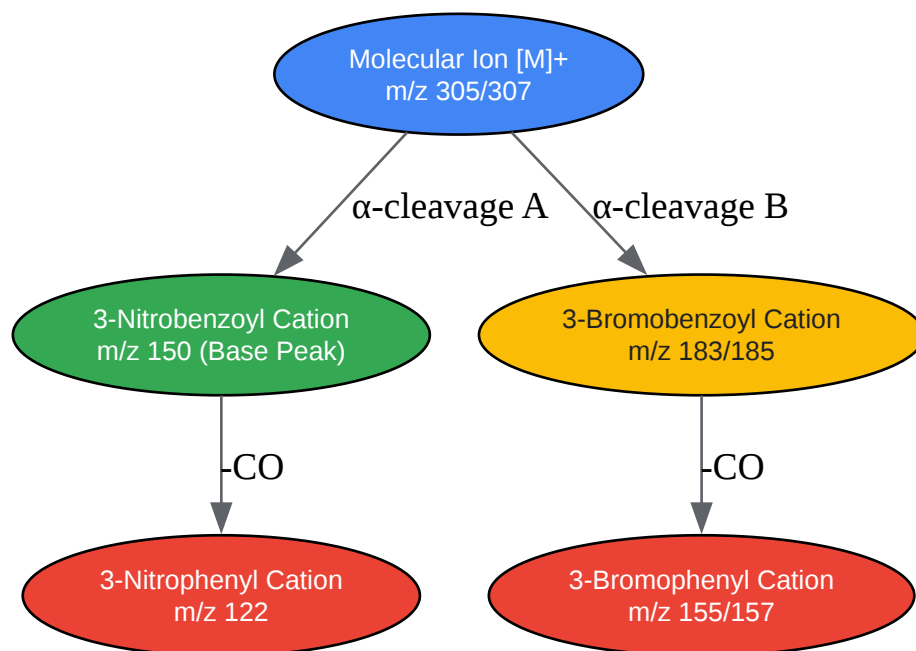 Molecular Ion [M]+
m/z 305/307
α-cleavage A
α-cleavage B
3-Nitrobenzoyl Cation
m/z 150 (Base Peak)
3-Bromobenzoyl Cation
m/z 183/185
-CO
-CO
3-Nitrophenyl Cation
m/z 122
3-Bromophenyl Cation
m/z 155/157